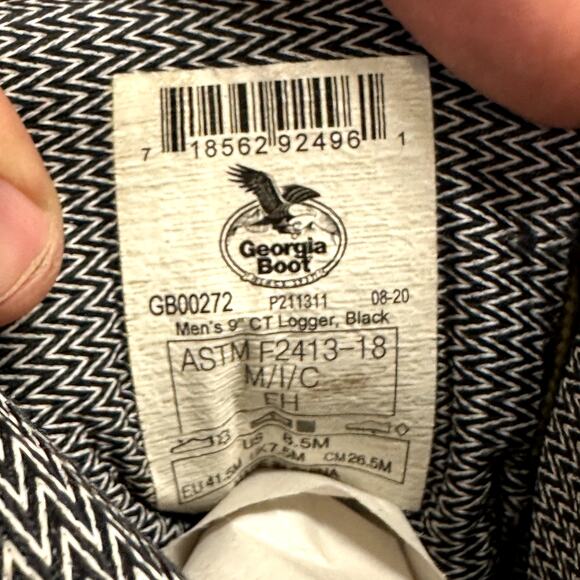 7 18562 92496 1
Georgia
Boot
GB00272 P211311 08-20
Men's 9" CT Logger, Black
ASTM F2413-18
M/I/C
EH
US 8.5M
EU 41.5M UK 7.5M CM 26.5M